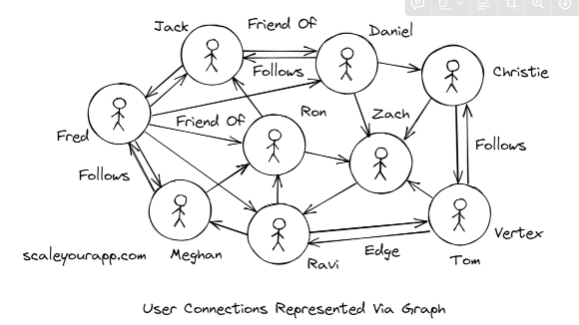 Jack
Friend Of
Daniel
Follows
Christie
Fred
Friend Of
Ron
Zach
Follows
Follows
scaleyourapp.com
Meghan
Ravi
Edge
Tom
Vertex
User Connections Represented Via Graph